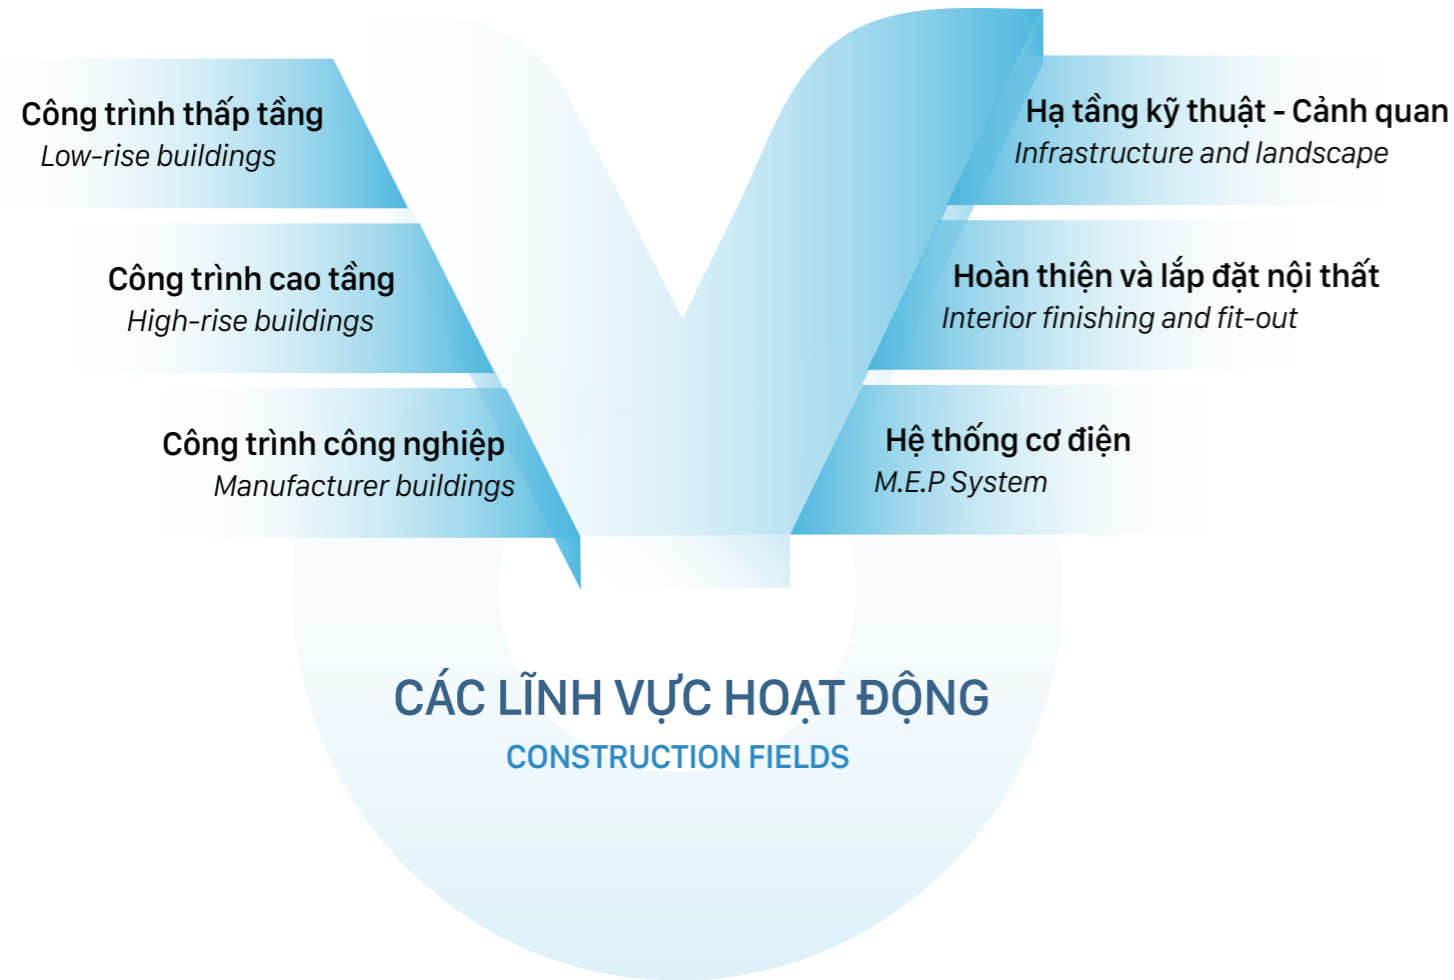 Công trình thấp tầng
Low-rise buildings
Công trình cao tầng
High-rise buildings
Công trình công nghiệp
Manufacturer buildings
Hạ tầng kỹ thuật - Cảnh quan
Infrastructure and landscape
Hoàn thiện và lắp đặt nội thất
Interior finishing and fit-out
Hệ thống cơ điện
M.E.P System
CÁC LĨNH VỰC HOẠT ĐỘNG
CONSTRUCTION FIELDS